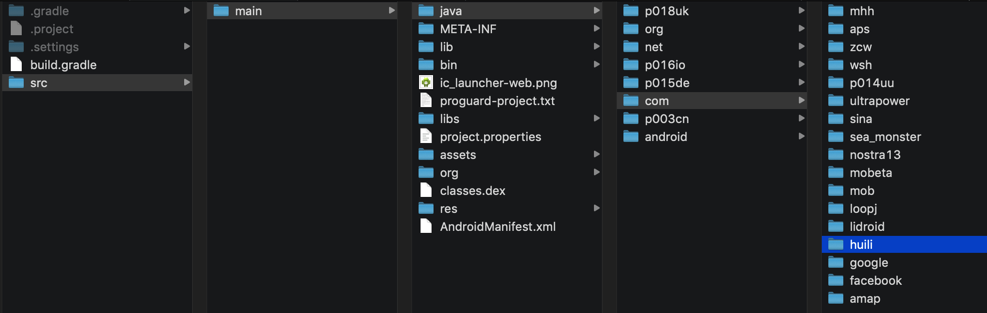 .gradle
.project
.settings
build.gradle
src
main
java
META-INF
lib
bin
ic_launcher-web.png
proguard-project.txt
libs
project.properties
assets
org
classes.dex
res
AndroidManifest.xml
p018uk
org
net
p016io
p015de
com
p003cn
android
mhh
aps
zcw
wsh
p014uu
ultrapower
sina
sea_monster
nostra13
mobeta
mob
loopj
lidroid
huili
google
facebook
amap